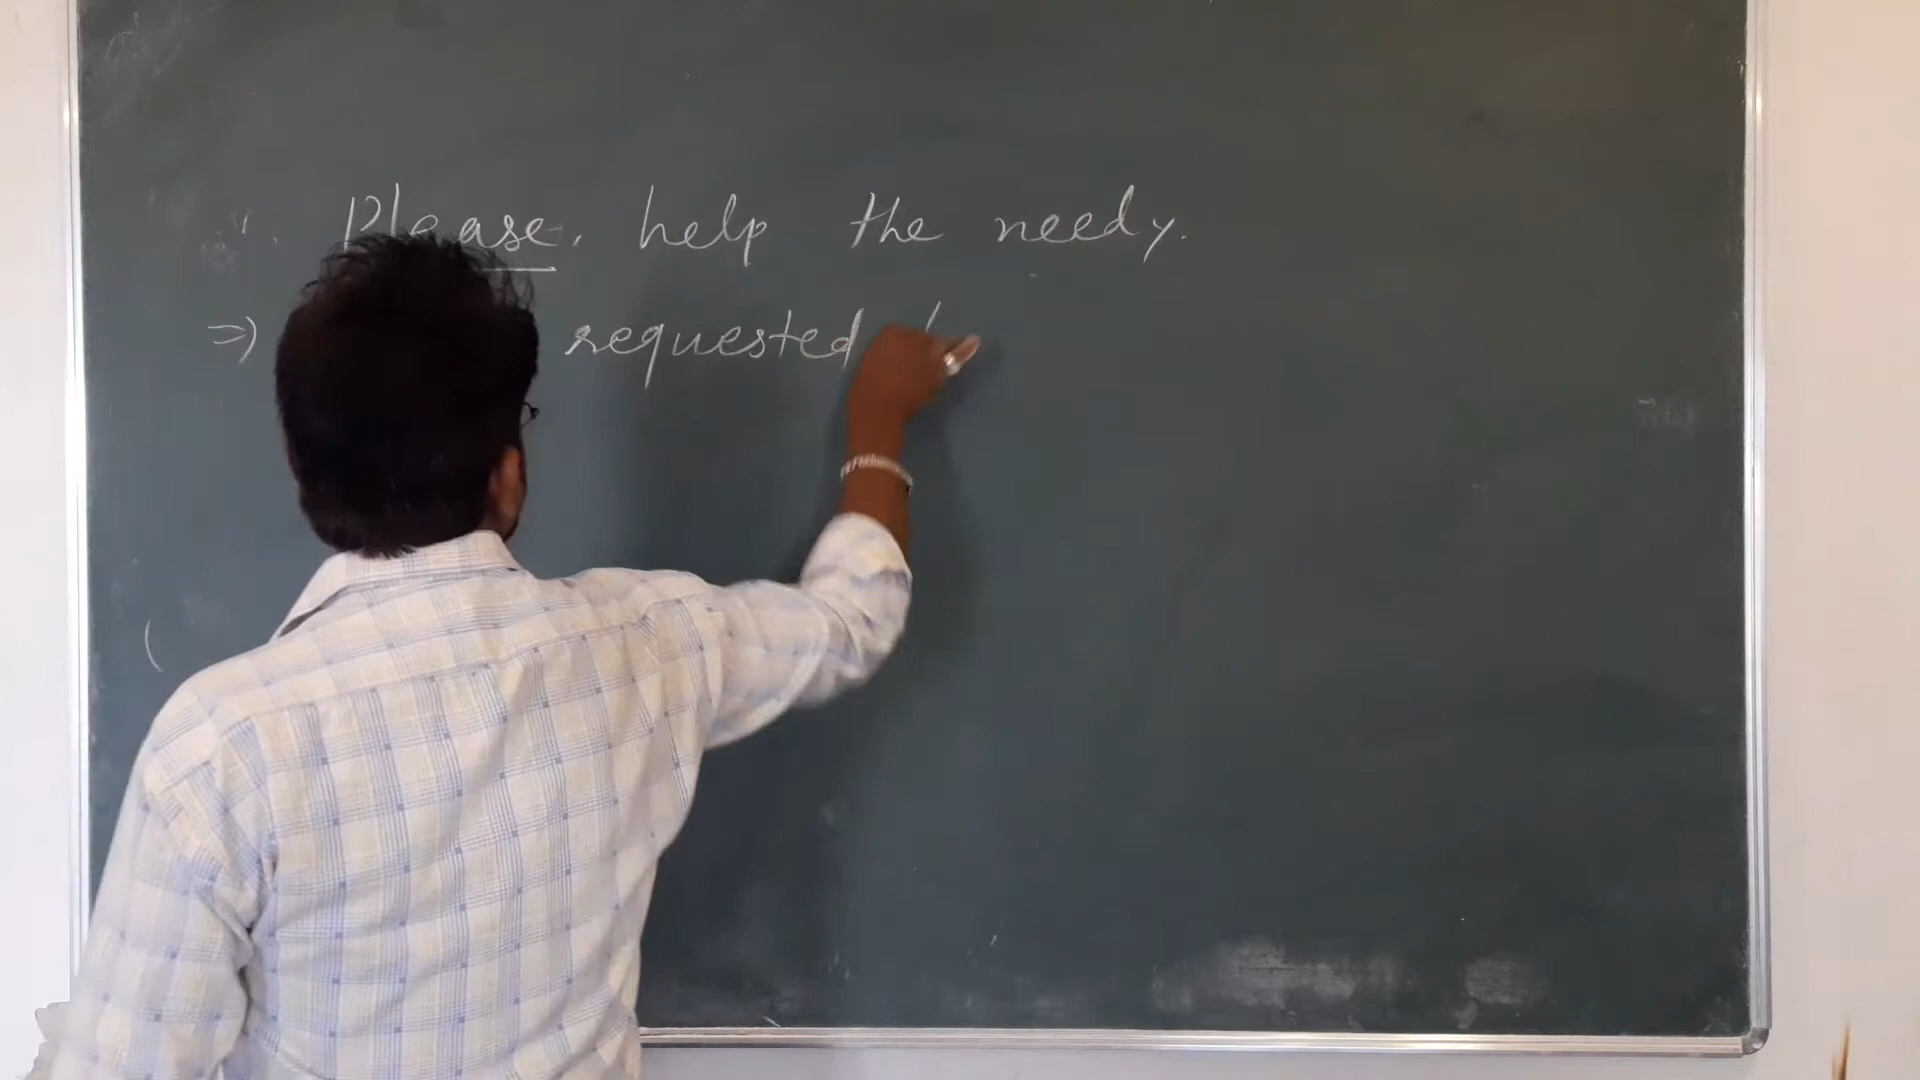 Please, help the needy.
⇒ requested